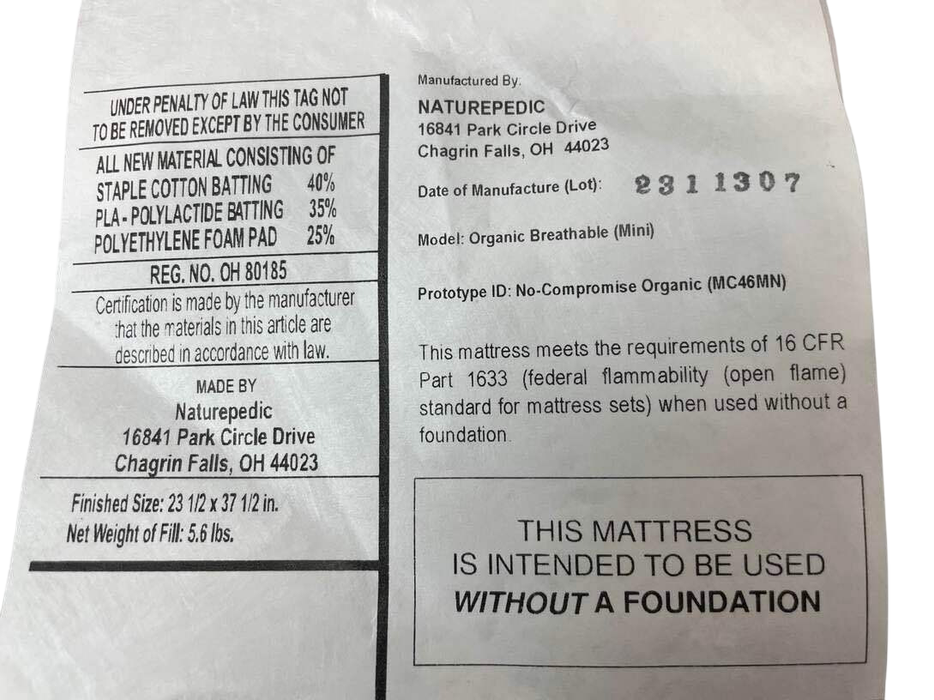 UNDER PENALTY OF LAW THIS TAG NOT
TO BE REMOVED EXCEPT BY THE CONSUMER
ALL NEW MATERIAL CONSISTING OF
STAPLE COTTON BATTING 40%
PLA-POLYLACTIDE BATTING 35%
POLYETHYLENE FOAM PAD 25%
REG. NO. OH 80185
Certification is made by the manufacturer
that the materials in this article are
described in accordance with law.
MADE BY
Naturepedic
16841 Park Circle Drive
Chagrin Falls, OH 44023
Finished Size: 23 1/2 x 37 1/2 in.
Net Weight of Fill: 5.6 lbs.
Manufactured By:
NATUREPEDIC
16841 Park Circle Drive
Chagrin Falls, OH 44023
Date of Manufacture (Lot): 2311307
Model: Organic Breathable (Mini)
Prototype ID: No-Compromise Organic (MC46MN)
This mattress meets the requirements of 16 CFR
Part 1633 (federal flammability (open flame)
standard for mattress sets) when used without a
foundation.
THIS MATTRESS
IS INTENDED TO BE USED
WITHOUT A FOUNDATION